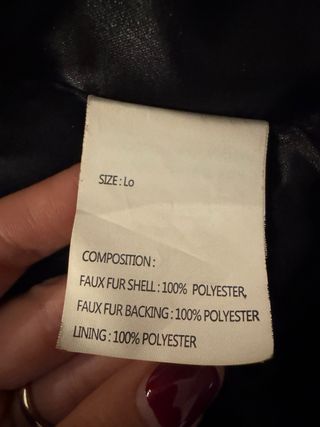 SIZE : Lo
COMPOSITION :
FAUX FUR SHELL : 100% POLYESTER,
FAUX FUR BACKING : 100% POLYESTER
LINING : 100% POLYESTER